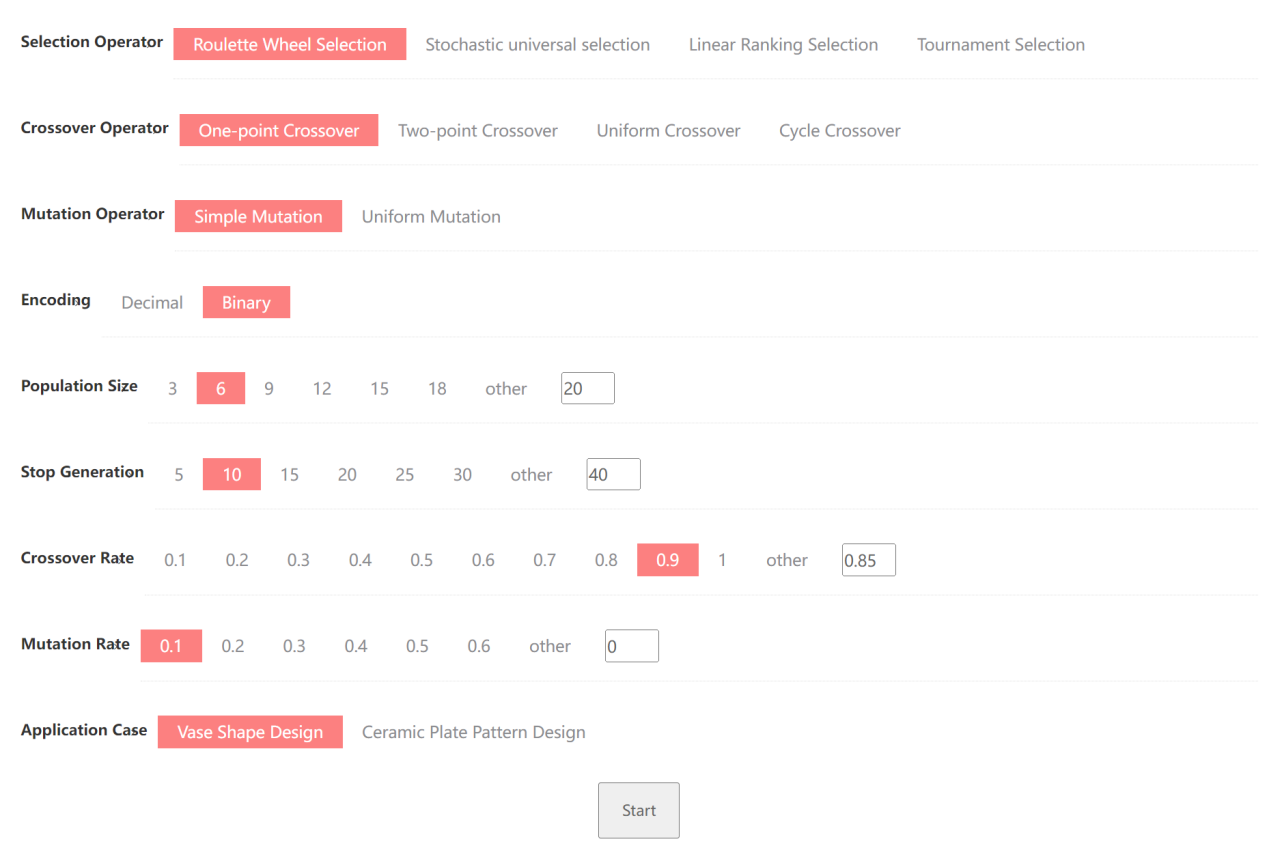 Selection Operator Roulette Wheel Selection Stochastic universal selection Linear Ranking Selection Tournament Selection
Crossover Operator One-point Crossover Two-point Crossover Uniform Crossover Cycle Crossover
Mutation Operator Simple Mutation Uniform Mutation
Encoding Decimal Binary
Population Size 3 6 9 12 15 18 other 20
Stop Generation 5 10 15 20 25 30 other 40
Crossover Rate 0.1 0.2 0.3 0.4 0.5 0.6 0.7 0.8 0.9 1 other 0.85
Mutation Rate 0.1 0.2 0.3 0.4 0.5 0.6 other 0
Application Case Vase Shape Design Ceramic Plate Pattern Design
Start